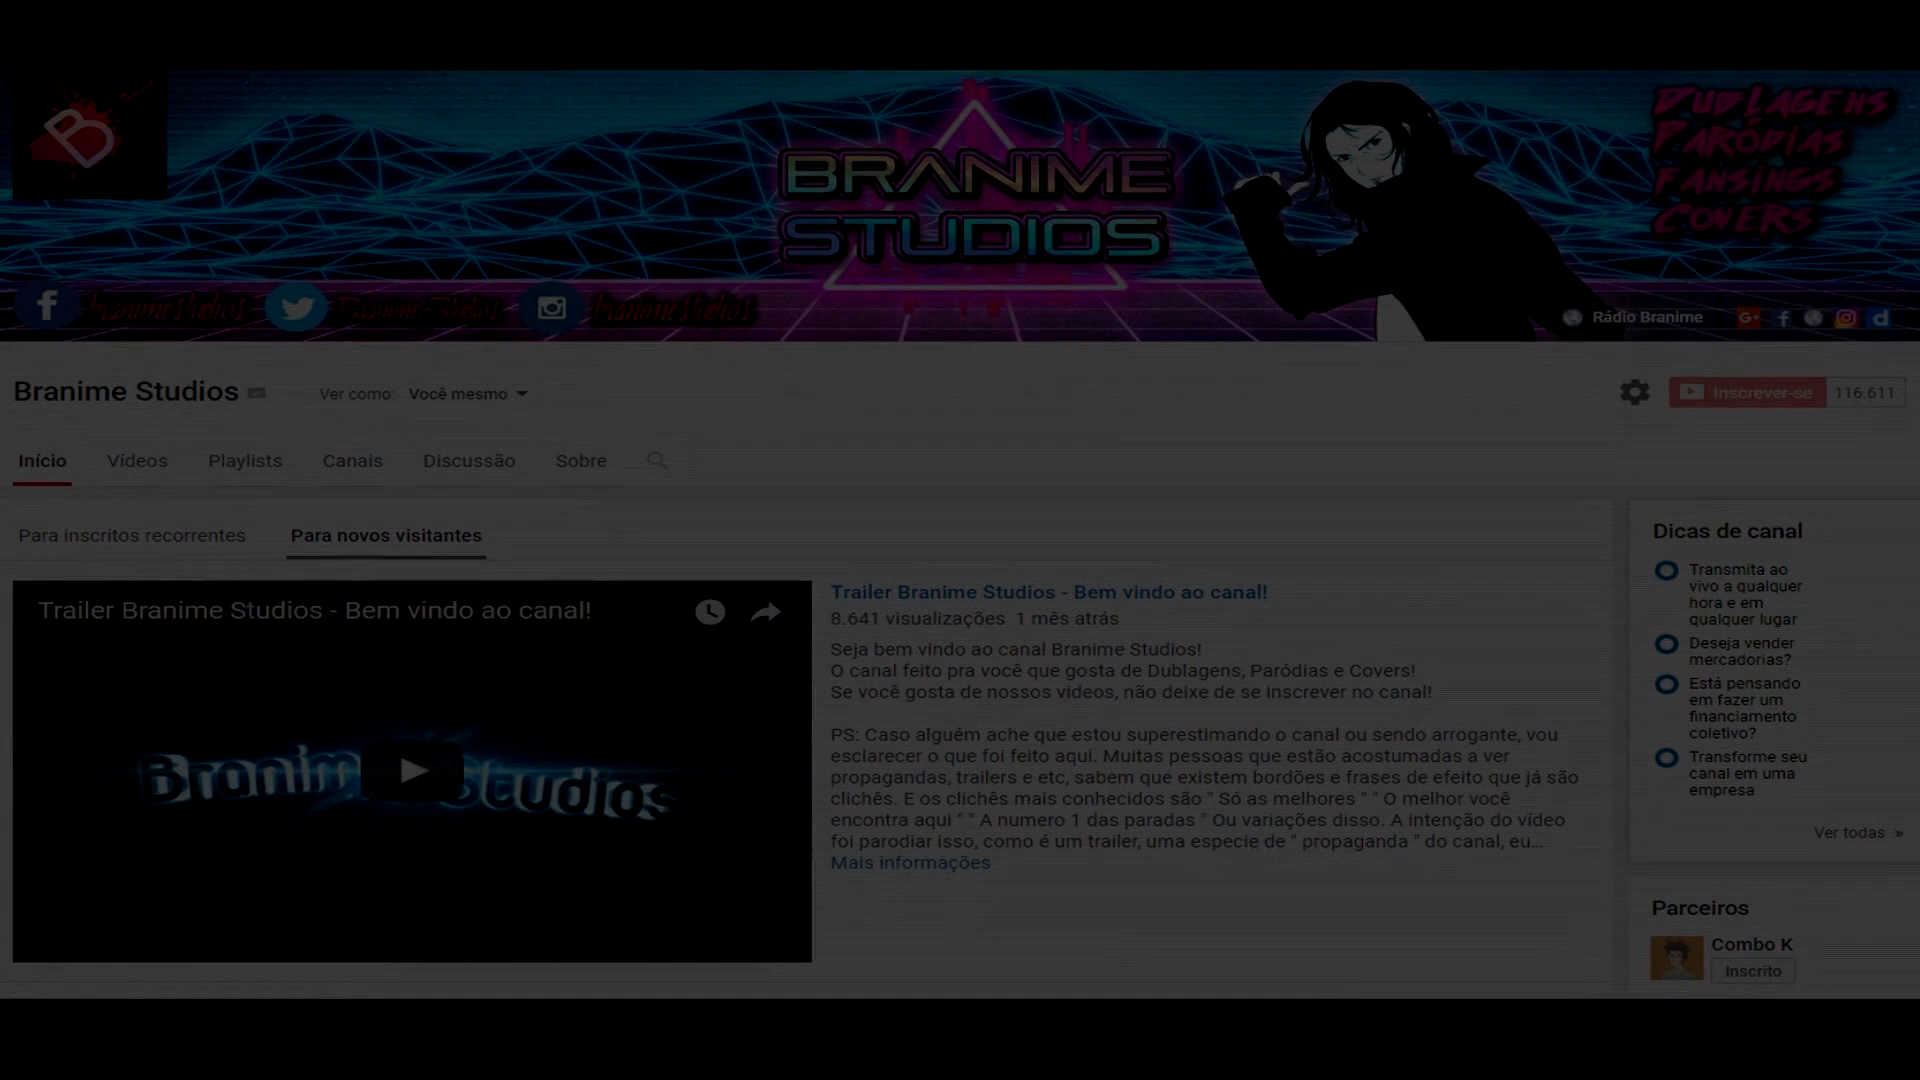 B
BRANIME
STUDIOS
DUBLAGENS
PARÓDIAS
FANSINGS
COVERS
branimestudios
Branime Studios
branimestudios
Rádio Branime
Branime Studios
Ver como: Você mesmo
Inscrever-se 116.611
Início Vídeos Playlists Canais Discussão Sobre
Para inscritos recorrentes Para novos visitantes
Trailer Branime Studios - Bem vindo ao canal!
Branime Studios
Trailer Branime Studios - Bem vindo ao canal!
8.641 visualizações 1 mês atrás
Seja bem vindo ao canal Branime Studios!
O canal feito pra você que gosta de Dublagens, Paródias e Covers!
Se você gosta de nossos videos, não deixe de se inscrever no canal!
PS: Caso alguém ache que estou superestimando o canal ou sendo arrogante, vou
esclarecer o que foi feito aqui. Muitas pessoas que estão acostumadas a ver
propagandas, trailers e etc, sabem que existem bordões e frases de efeito que já são
clichês. E os clichês mais conhecidos são " Só as melhores " " O melhor você
encontra aqui " " A numero 1 das paradas " Ou variações disso. A intenção do vídeo
foi parodiar isso, como é um trailer, uma especie de " propaganda " do canal, eu...
Mais informações
Dicas de canal
Transmita ao
vivo a qualquer
hora e em
qualquer lugar
Deseja vender
mercadorias?
Está pensando
em fazer um
financiamento
coletivo?
Transforme seu
canal em uma
empresa
Ver todas »
Parceiros
Combo K
Inscrito